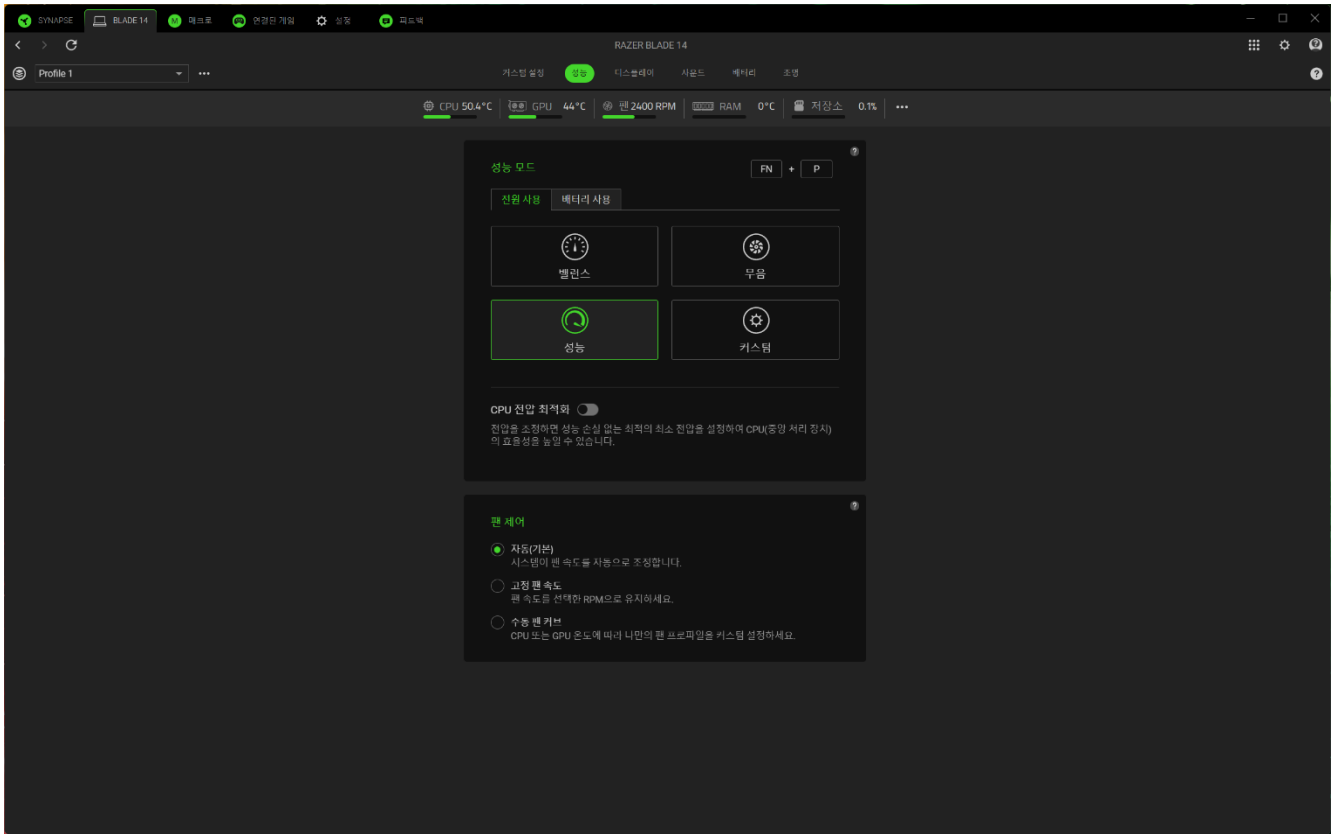 SYNAPSE BLADE 14 매크로 연결된 게임 설정 피드백
RAZER BLADE 14
Profile 1
커스텀 설정 성능 디스플레이 사운드 배터리 조명
CPU 50.4°C GPU 44°C 팬 2400 RPM RAM 0°C 저장소 0.1%
성능 모드 FN + P
전원 사용 배터리 사용
밸런스 무음
성능 커스텀
CPU 전압 최적화
전압을 조정하면 성능 손실 없는 최적의 최소 전압을 설정하여 CPU(중앙 처리 장치)
의 효율성을 높일 수 있습니다.
팬 제어
자동(기본)
시스템이 팬 속도를 자동으로 조정합니다.
고정 팬 속도
팬 속도를 선택한 RPM으로 유지하세요.
수동 팬 커브
CPU 또는 GPU 온도에 따라 나만의 팬 프로파일을 커스텀 설정하세요.